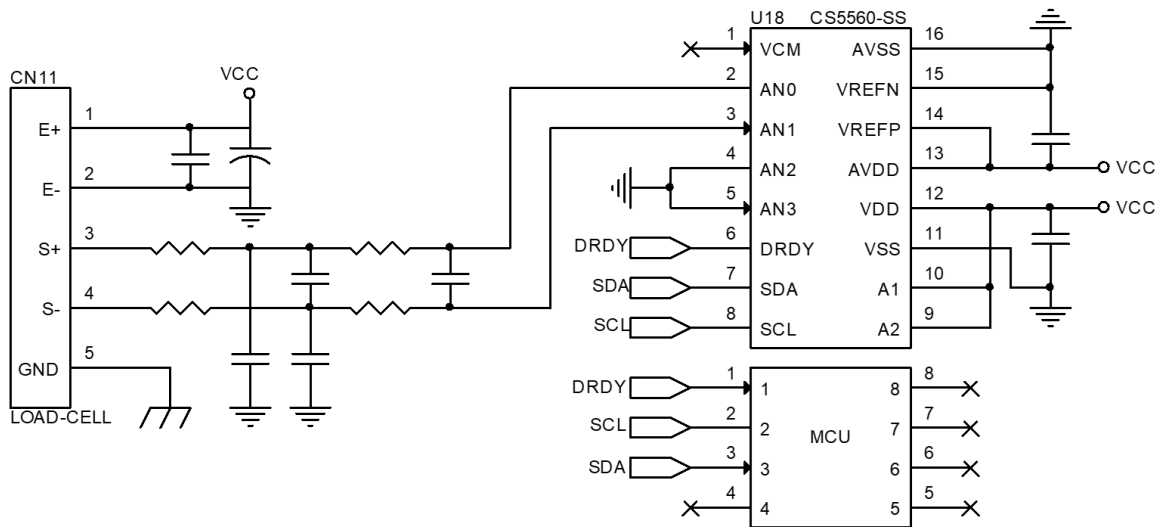 U18 CS5560-SS
1 VCM AVSS 16
2 AN0 VREFN 15
3 AN1 VREFP 14
4 AN2 AVDD 13
5 AN3 VDD 12
DRDY 6 DRDY VSS 11
SDA 7 SDA A1 10
SCL 8 SCL A2 9
VCC
VCC
CN11
VCC
E+ 1
E- 2
S+ 3
S- 4
GND 5
LOAD-CELL
DRDY 1 1 8 8
SCL 2 2 MCU 7 7
SDA 3 3 6 6
4 4 5 5